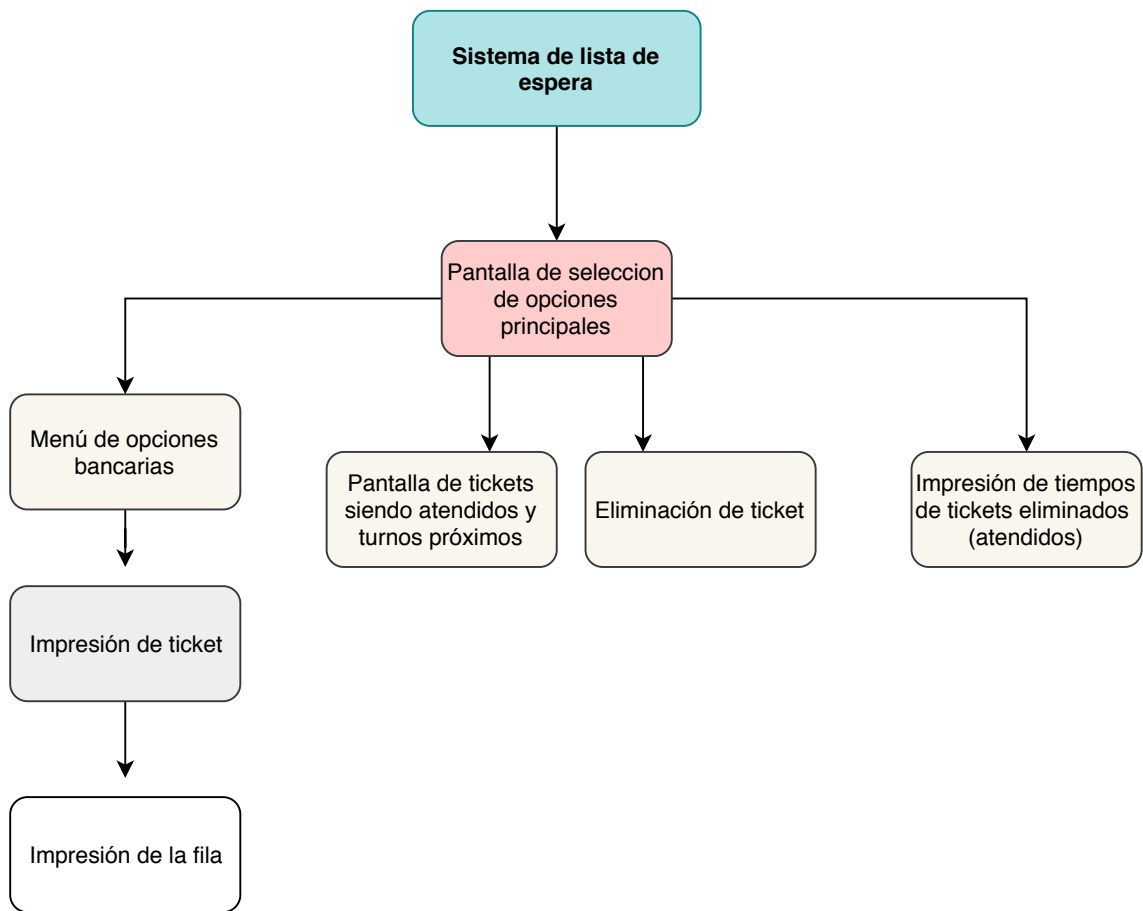 Sistema de lista de
espera
Pantalla de seleccion
de opciones
principales
Menú de opciones
bancarias
Pantalla de tickets
siendo atendidos y
turnos próximos
Eliminación de ticket
Impresión de tiempos
de tickets eliminados
(atendidos)
Impresión de ticket
Impresión de la fila